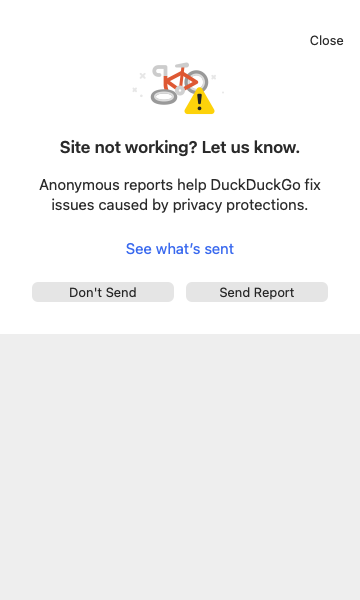 Close
Site not working? Let us know.
Anonymous reports help DuckDuckGo fix
issues caused by privacy protections.
See what’s sent
Don't Send
Send Report